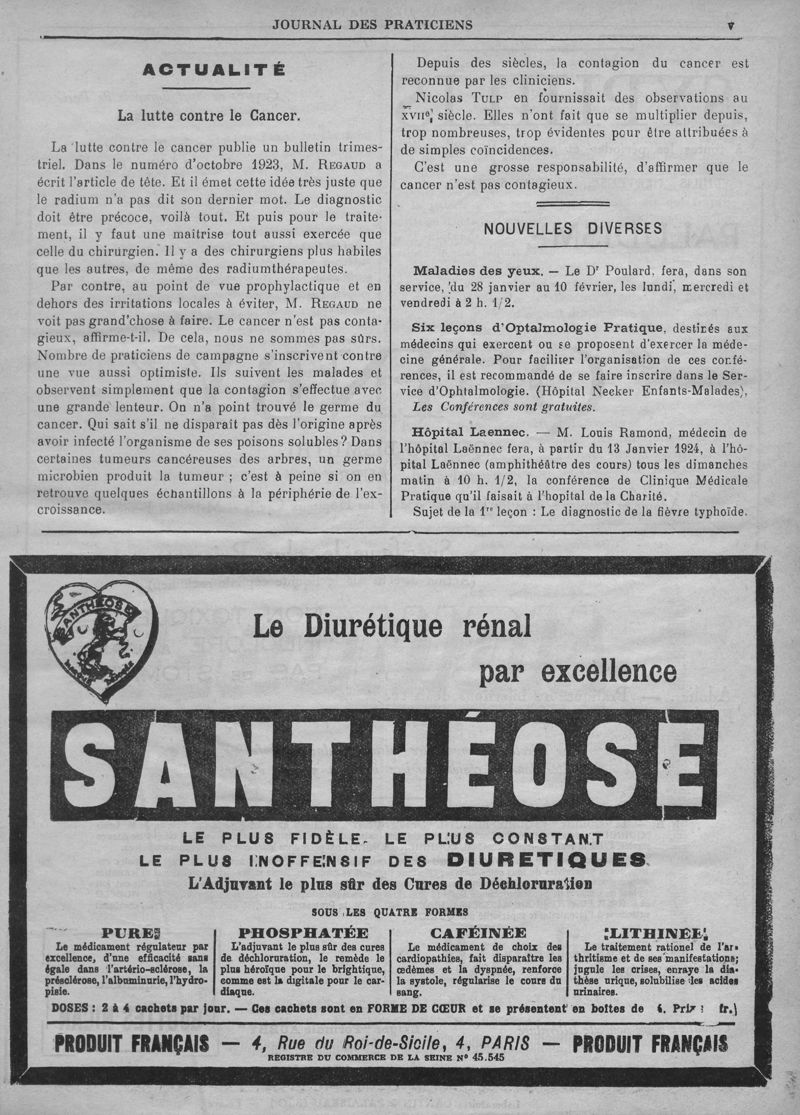 JOURNAL DES PRATICIENS
V
ACTUALITÉ
La lutte contre le Cancer.
La lutte contre le cancer publie un bulletin trimes-
triel. Dans le numéro d'octobre 1923, M. REGAUD a
écrit l'article de tête. Et il émet cette idée très juste que
le radium n'a pas dit son dernier mot. Le diagnostic
doit être précoce, voilà tout. Et puis pour le traite-
ment, il y faut une maîtrise tout aussi exercée que
celle du chirurgien. Il y a des chirurgiens plus habiles
que les autres, de même des radiumthérapeutes.
Par contre, au point de vue prophylactique et en
dehors des irritations locales à éviter, M. REGAUD ne
voit pas grand'chose à faire. Le cancer n'est pas conta-
gieux, affirme-t-il. De cela, nous ne sommes pas sûrs.
Nombre de praticiens de campagne s'inscrivent contre
une vue aussi optimiste. Ils suivent les malades et
observent simplement que la contagion s'effectue avec
une grande lenteur. On n'a point trouvé le germe du
cancer. Qui sait s'il ne disparaît pas dès l'origine après
avoir infecté l'organisme de ses poisons solubles ? Dans
certaines tumeurs cancéreuses des arbres, un germe
microbien produit la tumeur ; c'est à peine si on en
retrouve quelques échantillons à la périphérie de l'ex-
croissance.
Depuis des siècles, la contagion du cancer est
reconnue par les cliniciens.
Nicolas TULP en fournissait des observations au
XVIIe siècle. Elles n'ont fait que se multiplier depuis,
trop nombreuses, trop évidentes pour être attribuées à
de simples coïncidences.
C'est une grosse responsabilité, d'affirmer que le
cancer n'est pas contagieux.
NOUVELLES DIVERSES
Maladies des yeux. — Le Dr Poulard, fera, dans son
service, du 28 janvier au 10 février, les lundi, mercredi et
vendredi à 2 h. 1/2.
Six leçons d'Optalmologie Pratique, destinés aux
médecins qui exercent ou se proposent d'exercer la méde-
cine générale. Pour faciliter l'organisation de ces confé-
rences, il est recommandé de se faire inscrire dans le Ser-
vice d'Ophtalmologie. (Hôpital Necker Enfants-Malades).
Les Conférences sont gratuites.
Hôpital Laennec. — M. Louis Ramond, médecin de
l'hôpital Laënnec fera, à partir du 13 Janvier 1924, à l'hô-
pital Laënnec (amphithéâtre des cours) tous les dimanches
matin à 10 h. 1/2, la conférence de Clinique Médicale
Pratique qu'il faisait à l'hopital de la Charité.
Sujet de la 1re leçon : Le diagnostic de la fièvre typhoïde.
SANTHÉOSE
Le Diurétique rénal
par excellence
SANTHÉOSE
LE PLUS FIDÈLE - LE PLUS CONSTANT
LE PLUS INOFFENSIF DES DIURETIQUES
L'Adjuvant le plus sûr des Cures de Déchloruration
SOUS LES QUATRE FORMES
PURE
Le médicament régulateur par
excellence, d'une efficacité sans
égale dans l'artério-sclérose, la
présclérose, l'albuminurie, l'hydro-
pisie.
PHOSPHATÉE
L'adjuvant le plus sûr des cures
de déchloruration, le remède le
plus héroïque pour le brightique,
comme est la digitale pour le car-
diaque.
CAFÉINÉE
Le médicament de choix des
cardiopathies, fait disparaître les
œdèmes et la dyspnée, renforce
la systole, régularise le cours du
sang.
LITHINÉE
Le traitement rationel de l'ar-
thritisme et de ses manifestations;
jugule les crises, enraye la dia-
thèse urique, solubilise les acides
urinaires.
DOSES : 2 à 4 cachets par jour. — Ces cachets sont en FORME DE CŒUR et se présentent en boîtes de Prix : fr.
PRODUIT FRANÇAIS — 4, Rue du Roi-de-Sicile, 4, PARIS — PRODUIT FRANÇAIS
REGISTRE DU COMMERCE DE LA SEINE N° 45.545